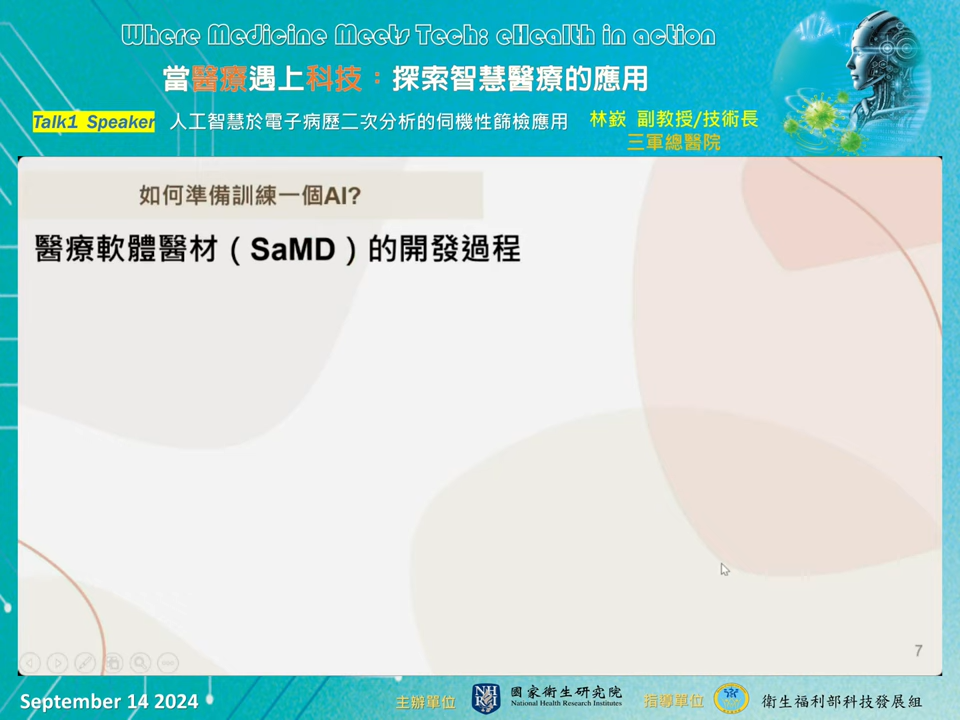 Where Medicine Meets Tech: eHealth in action
當醫療遇上科技：探索智慧醫療的應用
Talk1 Speaker 人工智慧於電子病歷二次分析的伺機性篩檢應用 林嶔 副教授/技術長
三軍總醫院
如何準備訓練一個AI?
醫療軟體醫材（SaMD）的開發過程
7
September 14 2024 主辦單位 國家衛生研究院 指導單位 衛生福利部科技發展組
National Health Research Institutes